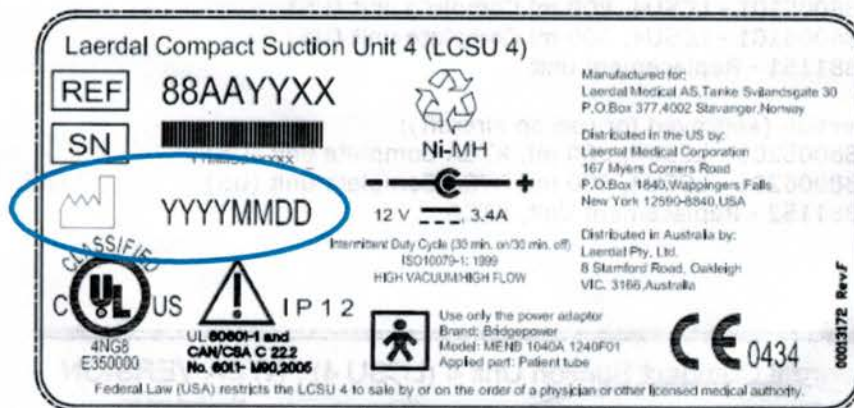 Laerdal Compact Suction Unit 4 (LCSU 4)
REF 88AAYYXX
SN
YYYYMMDD
Ni-MH
12 V 3.4A
Intermittent Duty Cycle (30 min. on/30 min. off)
ISO10079-1: 1999
HIGH VACUUM/HIGH FLOW
Manufactured for:
Laerdal Medical AS,Tanke Svilandsgate 30
P.O.Box 377,4002 Stavanger,Norway
Distributed in the US by:
Laerdal Medical Corporation
167 Myers Corners Road
P.O.Box 1840,Wappingers Falls
New York 12590-8840,USA
Distributed in Australia by:
Laerdal Pty, Ltd.
8 Stamford Road, Oakleigh
VIC. 3166,Australia
CLASSIFIED
C UL US
4NG8
E350000
IP12
UL 60601-1 and
CAN/CSA C 22.2
No. 601.1- M90,2005
Use only the power adaptor
Brand: Bridgepower
Model: MENB 1040A 1240F01
Applied part: Patient tube
CE 0434
00013172 Rev.F
Federal Law (USA) restricts the LCSU 4 to sale by or on the order of a physician or other licensed medical authority.